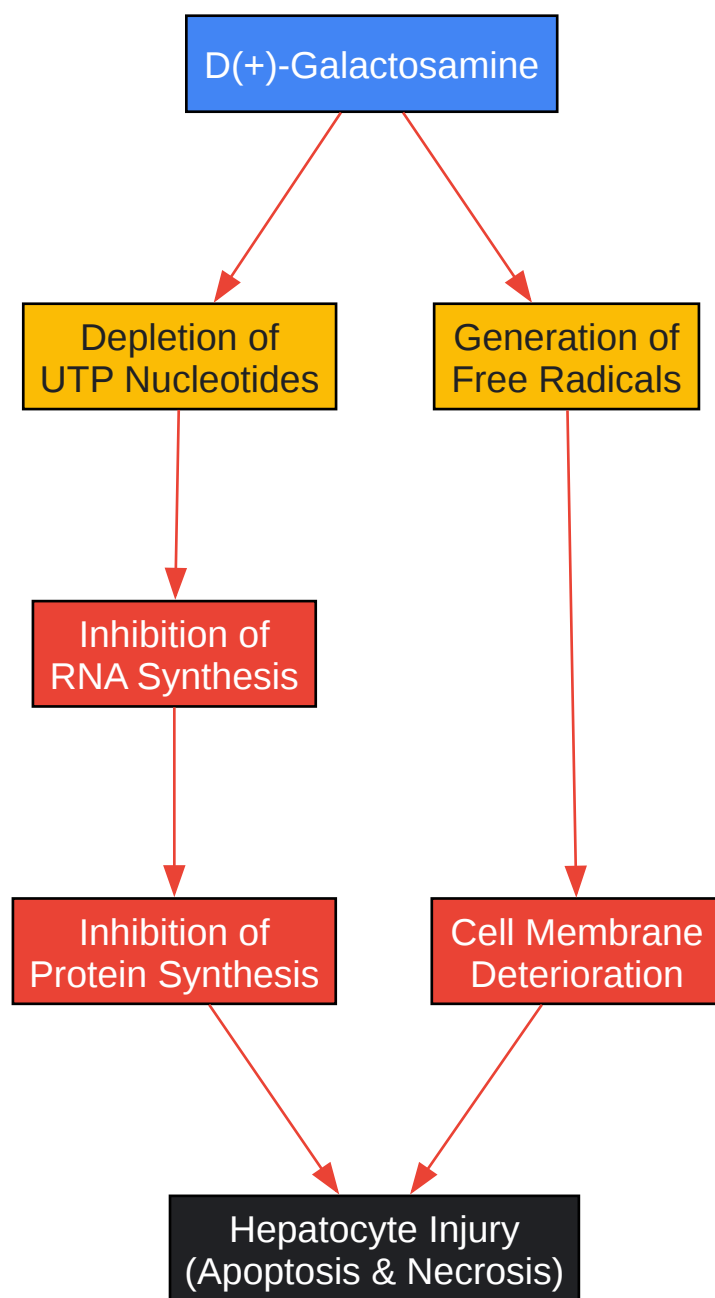 D(+)-Galactosamine
Depletion of
UTP Nucleotides
Generation of
Free Radicals
Inhibition of
RNA Synthesis
Inhibition of
Protein Synthesis
Cell Membrane
Deterioration
Hepatocyte Injury
(Apoptosis & Necrosis)